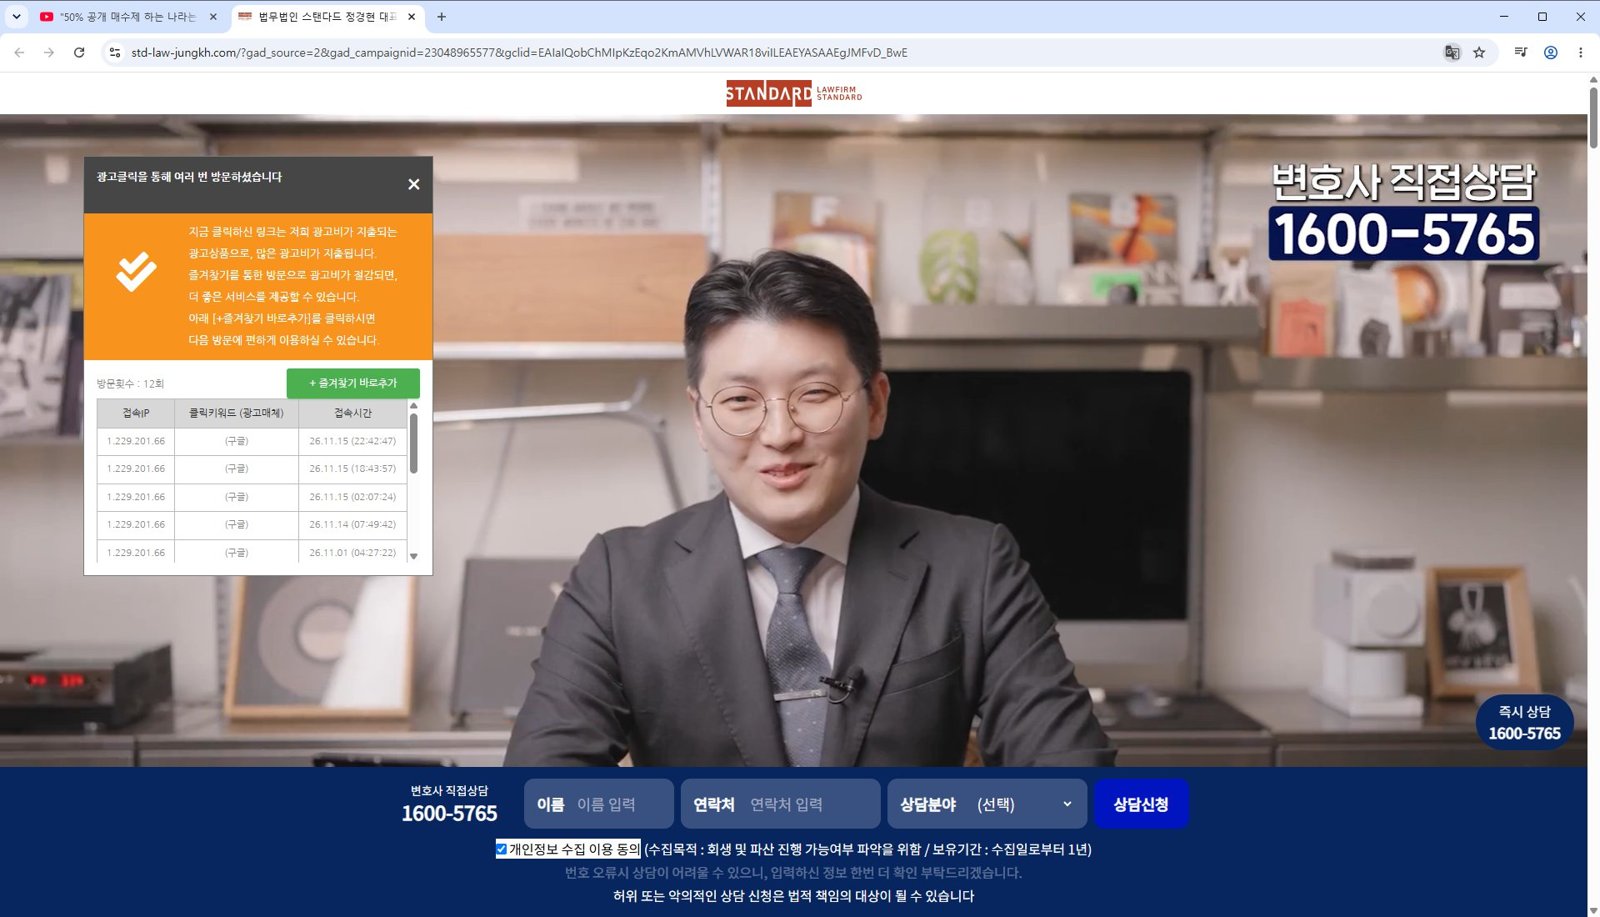 "50% 공개 매수제 하는 나라는
법무법인 스탠다드 정경현 대표
std-law-jungkh.com/?gad_source=2&gad_campaignid=23048965577&gclid=EAIaIQobChMIpKzEqo2KmAMVhLVWAR18viILEAEYASAAEgJMFvD_BwE
STANDARD
LAWFIRM
STANDARD
광고클릭을 통해 여러 번 방문하셨습니다
지금 클릭하신 링크는 저희 광고비가 지출되는
광고상품으로, 많은 광고비가 지출됩니다.
즐겨찾기를 통한 방문으로 광고비가 절감되면,
더 좋은 서비스를 제공할 수 있습니다.
아래 [+즐겨찾기 바로추가]를 클릭하시면
다음 방문에 편하게 이용하실 수 있습니다.
방문횟수 : 12회
+ 즐겨찾기 바로추가
접속IP 클릭키워드 (광고매체) 접속시간
1.229.201.66 (구글) 26.11.15 (22:42:47)
1.229.201.66 (구글) 26.11.15 (18:43:57)
1.229.201.66 (구글) 26.11.15 (02:07:24)
1.229.201.66 (구글) 26.11.14 (07:49:42)
1.229.201.66 (구글) 26.11.01 (04:27:22)
변호사 직접상담
1600-5765
즉시 상담
1600-5765
변호사 직접상담
1600-5765
이름 이름 입력
연락처 연락처 입력
상담분야 (선택)
상담신청
개인정보 수집 이용 동의 (수집목적 : 회생 및 파산 진행 가능여부 파악을 위함 / 보유기간 : 수집일로부터 1년)
번호 오류시 상담이 어려울 수 있으니, 입력하신 정보 한번 더 확인 부탁드리겠습니다.
허위 또는 악의적인 상담 신청은 법적 책임의 대상이 될 수 있습니다